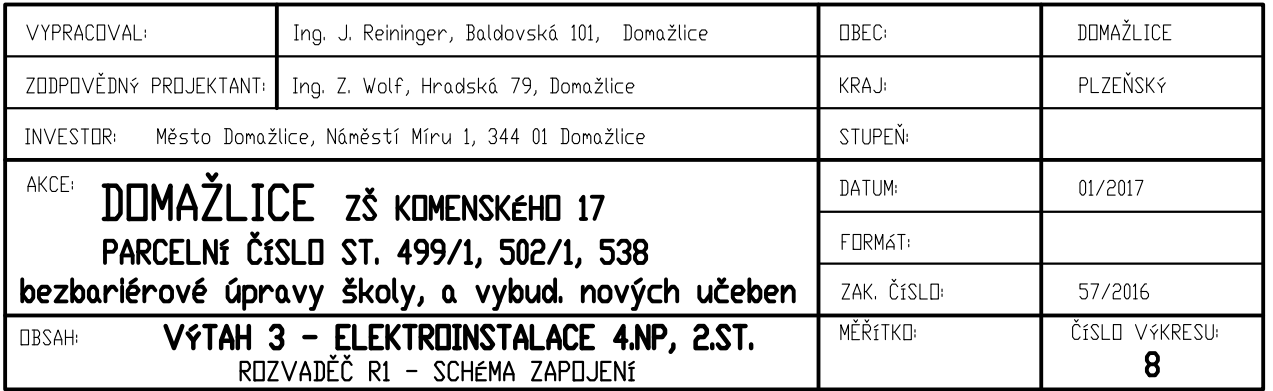 VYPRACOVAL: Ing. J. Reininger, Baldovská 101, Domažlice
OBEC: DOMAŽLICE
ZODPOVĚDNÝ PROJEKTANT: Ing. Z. Wolf, Hradská 79, Domažlice
KRAJ: PLZEŇSKÝ
INVESTOR: Město Domažlice, Náměstí Míru 1, 344 01 Domažlice
STUPEŇ:
AKCE: DOMAŽLICE ZŠ KOMENSKÉHO 17
PARCELNÍ ČÍSLO ST. 499/1, 502/1, 538
bezbariérové úpravy školy, a vybud. nových učeben
DATUM: 01/2017
FORMÁT:
ZAK. ČÍSLO: 57/2016
OBSAH: VÝTAH 3 - ELEKTROINSTALACE 4.NP, 2.ST.
ROZVADĚČ R1 - SCHÉMA ZAPOJENÍ
MĚŘÍTKO:
ČÍSLO VÝKRESU:
8